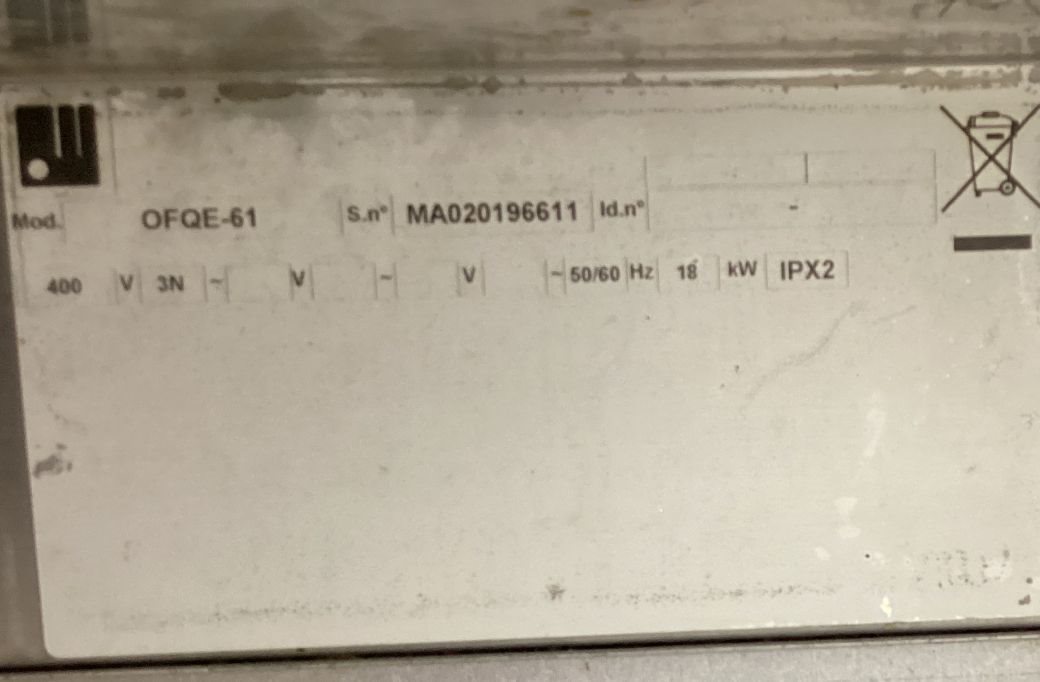 Mod. OFQE-61 S.n° MA020196611 Id.n° -
400 V 3N ~ V ~ V ~ 50/60 Hz 18 kW IPX2